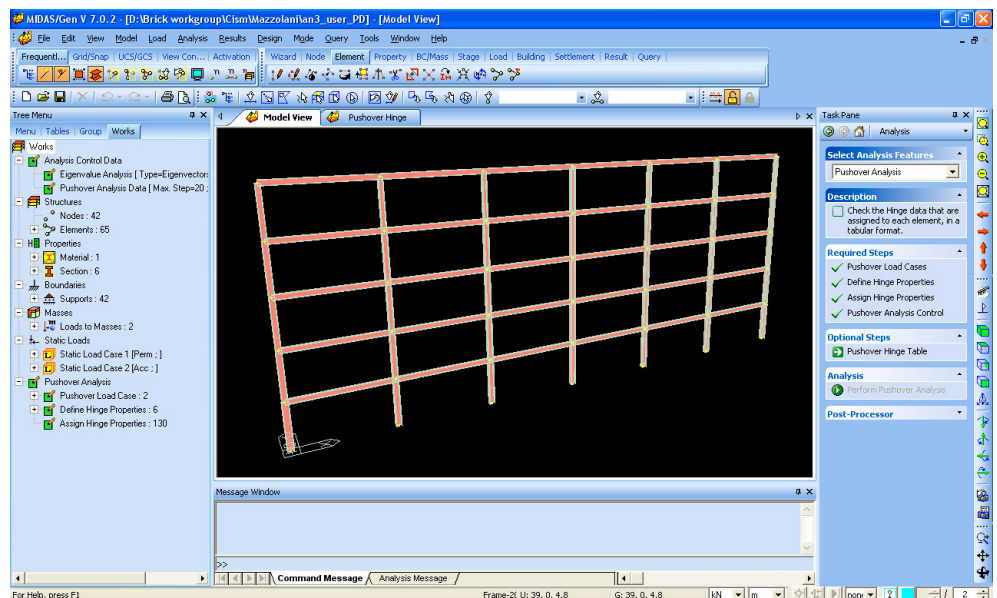 MIDAS/Gen V 7.0.2 - [D:\Brick workgroup\Cism\Mazzolani\an3_user_PD] - [Model View]
File Edit View Model Load Analysis Results Design Mode Query Tools Window Help
Frequentl... Grid/Snap UCS/GCS View Con... Activation Wizard Node Element Property BC/Mass Stage Load Building Settlement Result Query
Tree Menu
Menu Tables Group Works
Works
Analysis Control Data
Eigenvalue Analysis [ Type=Eigenvectors
Pushover Analysis Data [ Max. Step=20 ;
Structures
Nodes : 42
Elements : 65
Properties
Material : 1
Section : 6
Boundaries
Supports : 42
Masses
Loads to Masses : 2
Static Loads
Static Load Case 1 [Perm ; ]
Static Load Case 2 [Acc ; ]
Pushover Analysis
Pushover Load Case : 2
Define Hinge Properties : 6
Assign Hinge Properties : 130
Model View Pushover Hinge
Message Window
>>
Command Message Analysis Message
Task Pane
Analysis
Select Analysis Features
Pushover Analysis
Description
Check the Hinge data that are
assigned to each element, in a
tabular format.
Required Steps
Pushover Load Cases
Define Hinge Properties
Assign Hinge Properties
Pushover Analysis Control
Optional Steps
Pushover Hinge Table
Analysis
Perform Pushover Analysis
Post-Processor
For Help, press F1
Frame-2( U: 39, 0, 4.8 G: 39, 0, 4.8 kN m none / 2